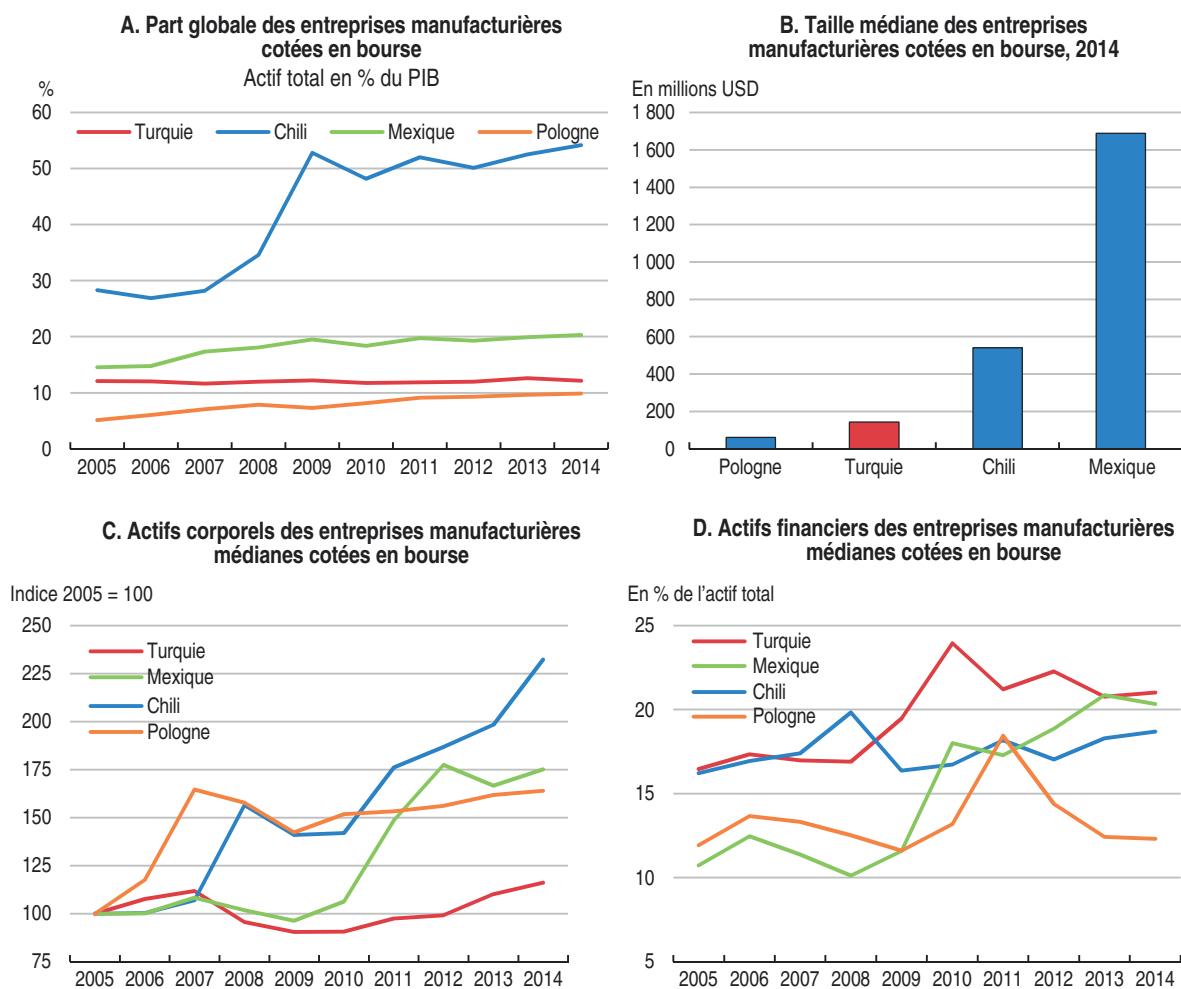 A. Part globale des entreprises manufacturières
cotées en bourse
Actif total en % du PIB
%
60
50
40
30
20
10
0
Turquie Chili Mexique Pologne
2005 2006 2007 2008 2009 2010 2011 2012 2013 2014
B. Taille médiane des entreprises
manufacturières cotées en bourse, 2014
En millions USD
1 800
1 600
1 400
1 200
1 000
800
600
400
200
0
Pologne Turquie Chili Mexique
C. Actifs corporels des entreprises manufacturières
médianes cotées en bourse
Indice 2005 = 100
250
225
200
175
150
125
100
75
Turquie
Mexique
Chili
Pologne
2005 2006 2007 2008 2009 2010 2011 2012 2013 2014
D. Actifs financiers des entreprises manufacturières
médianes cotées en bourse
En % de l'actif total
25
20
15
10
5
Turquie
Mexique
Chili
Pologne
2005 2006 2007 2008 2009 2010 2011 2012 2013 2014